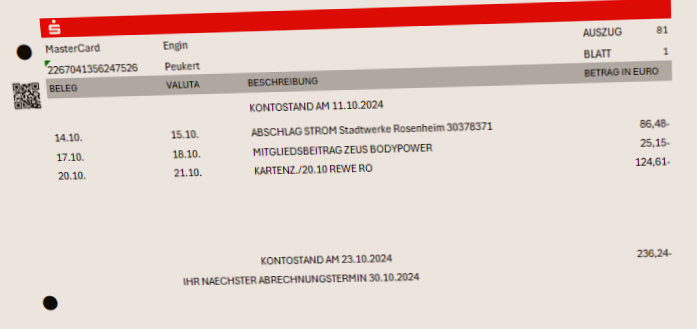 MasterCard Engin AUSZUG 81
2267041356247526 Peukert BLATT 1
BELEG VALUTA BESCHREIBUNG BETRAG IN EURO
KONTOSTAND AM 11.10.2024
14.10. 15.10. ABSCHLAG STROM Stadtwerke Rosenheim 30378371 86,48-
17.10. 18.10. MITGLIEDSBEITRAG ZEUS BODYPOWER 25,15-
20.10. 21.10. KARTENZ./20.10 REWE RO 124,61-
KONTOSTAND AM 23.10.2024 236,24-
IHR NAECHSTER ABRECHNUNGSTERMIN 30.10.2024